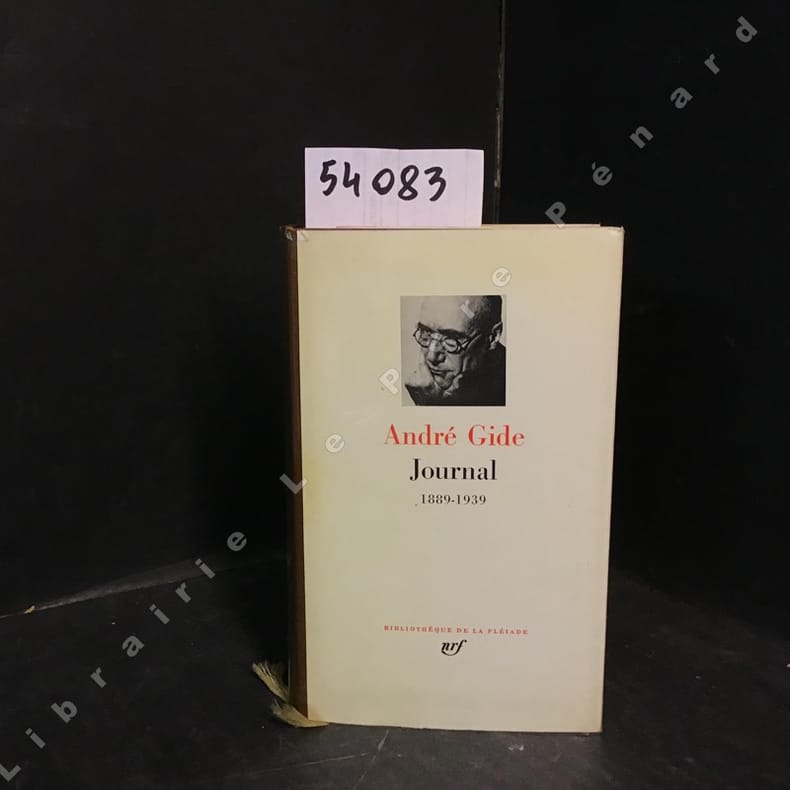 54083
André Gide
Journal
1889-1939
BIBLIOTHÈQUE DE LA PLÉIADE
nrf
Librairie Le Père Pénard